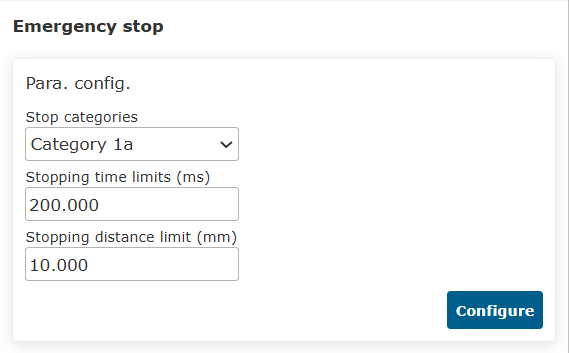 Emergency stop
Para. config.
Stop categories
Category 1a
Stopping time limits (ms)
200.000
Stopping distance limit (mm)
10.000
Configure